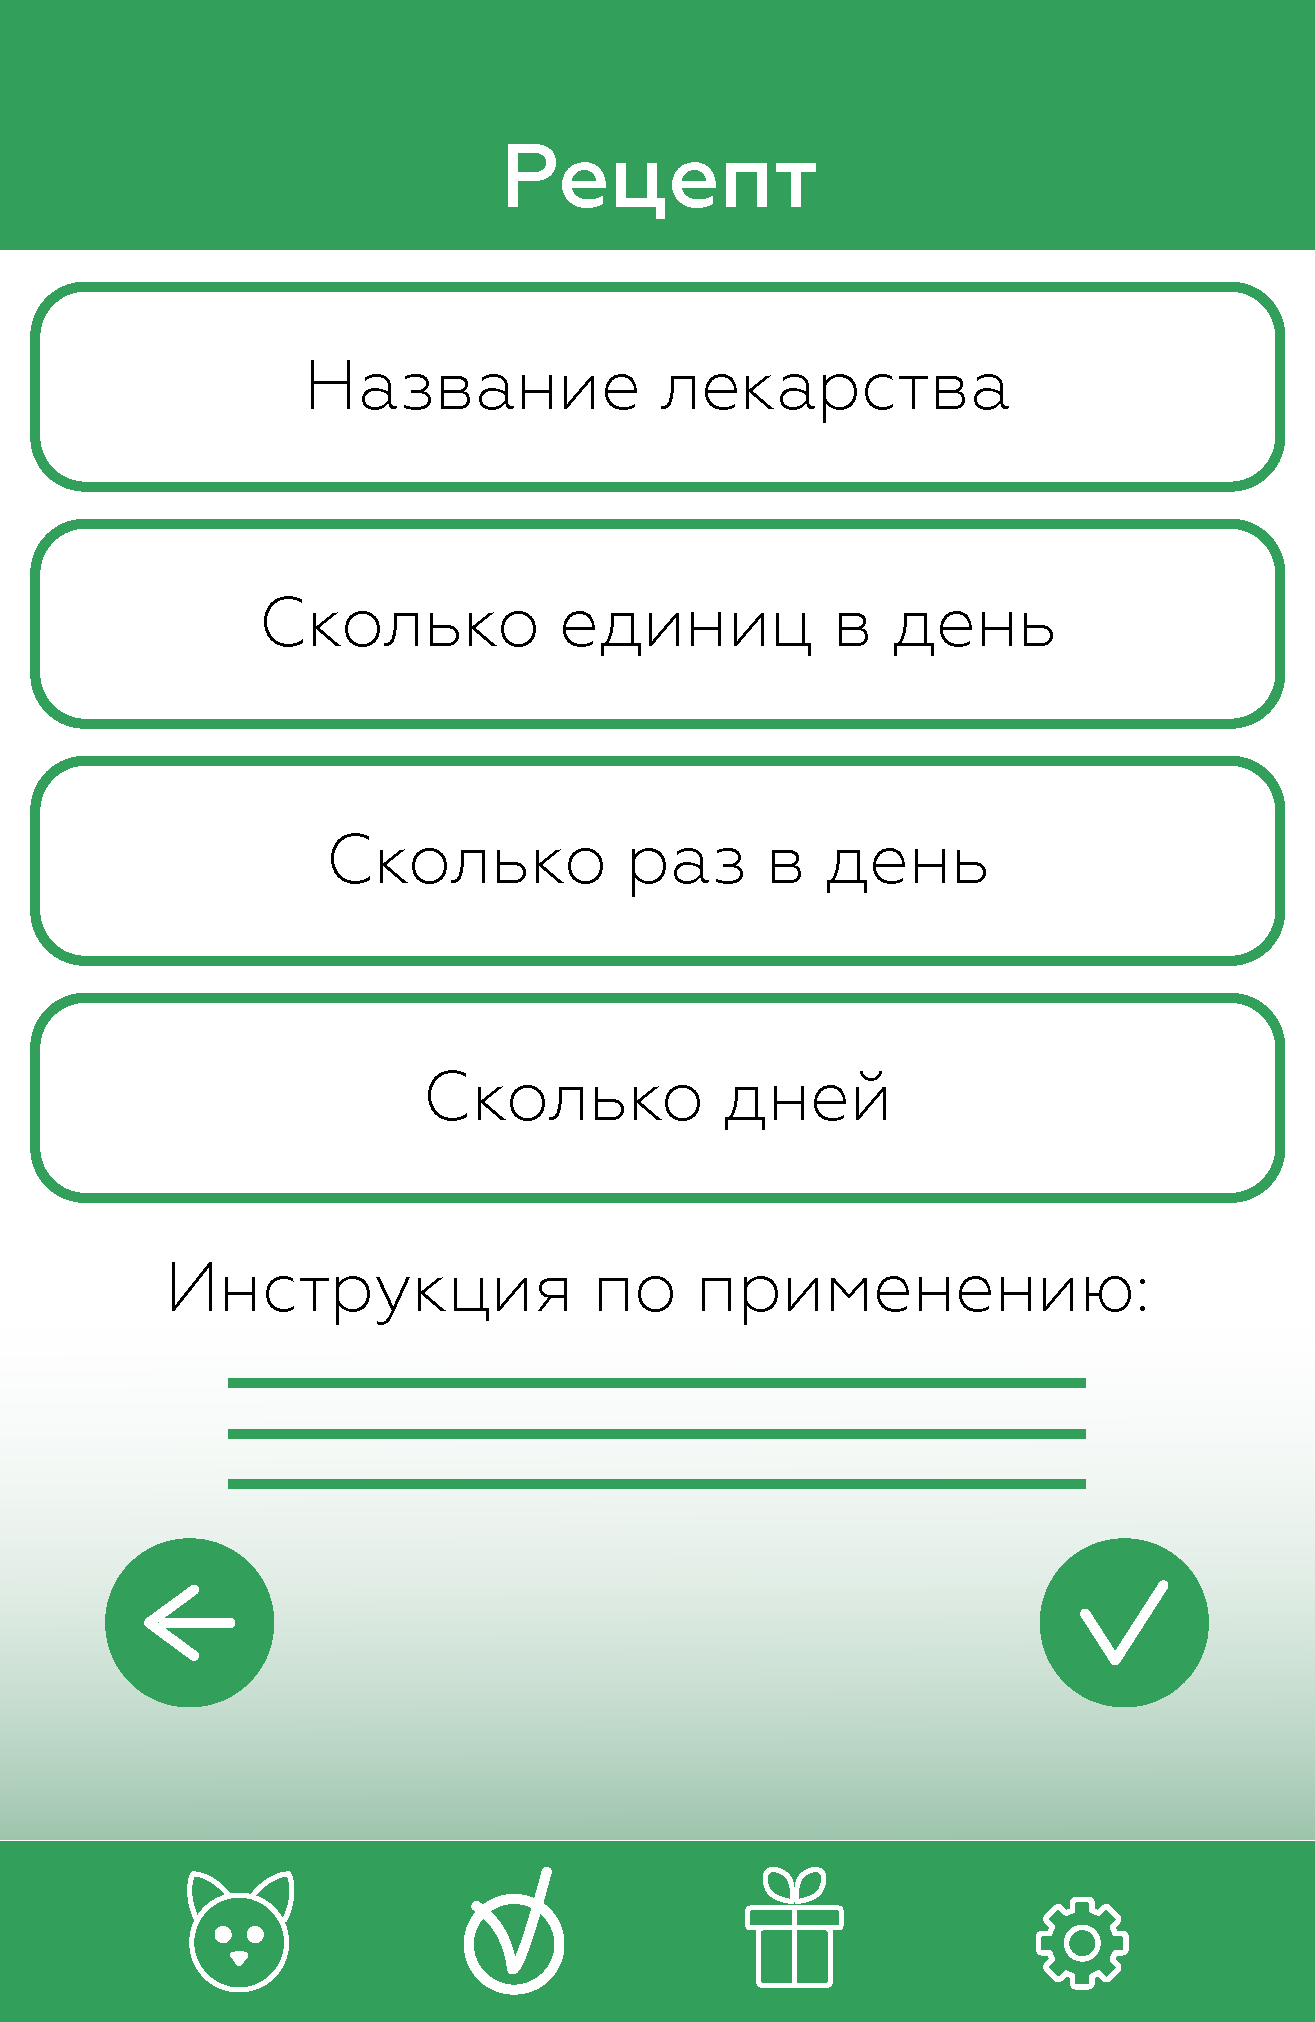 Рецепт
Название лекарства
Сколько единиц в день
Сколько раз в день
Сколько дней
Инструкция по применению: